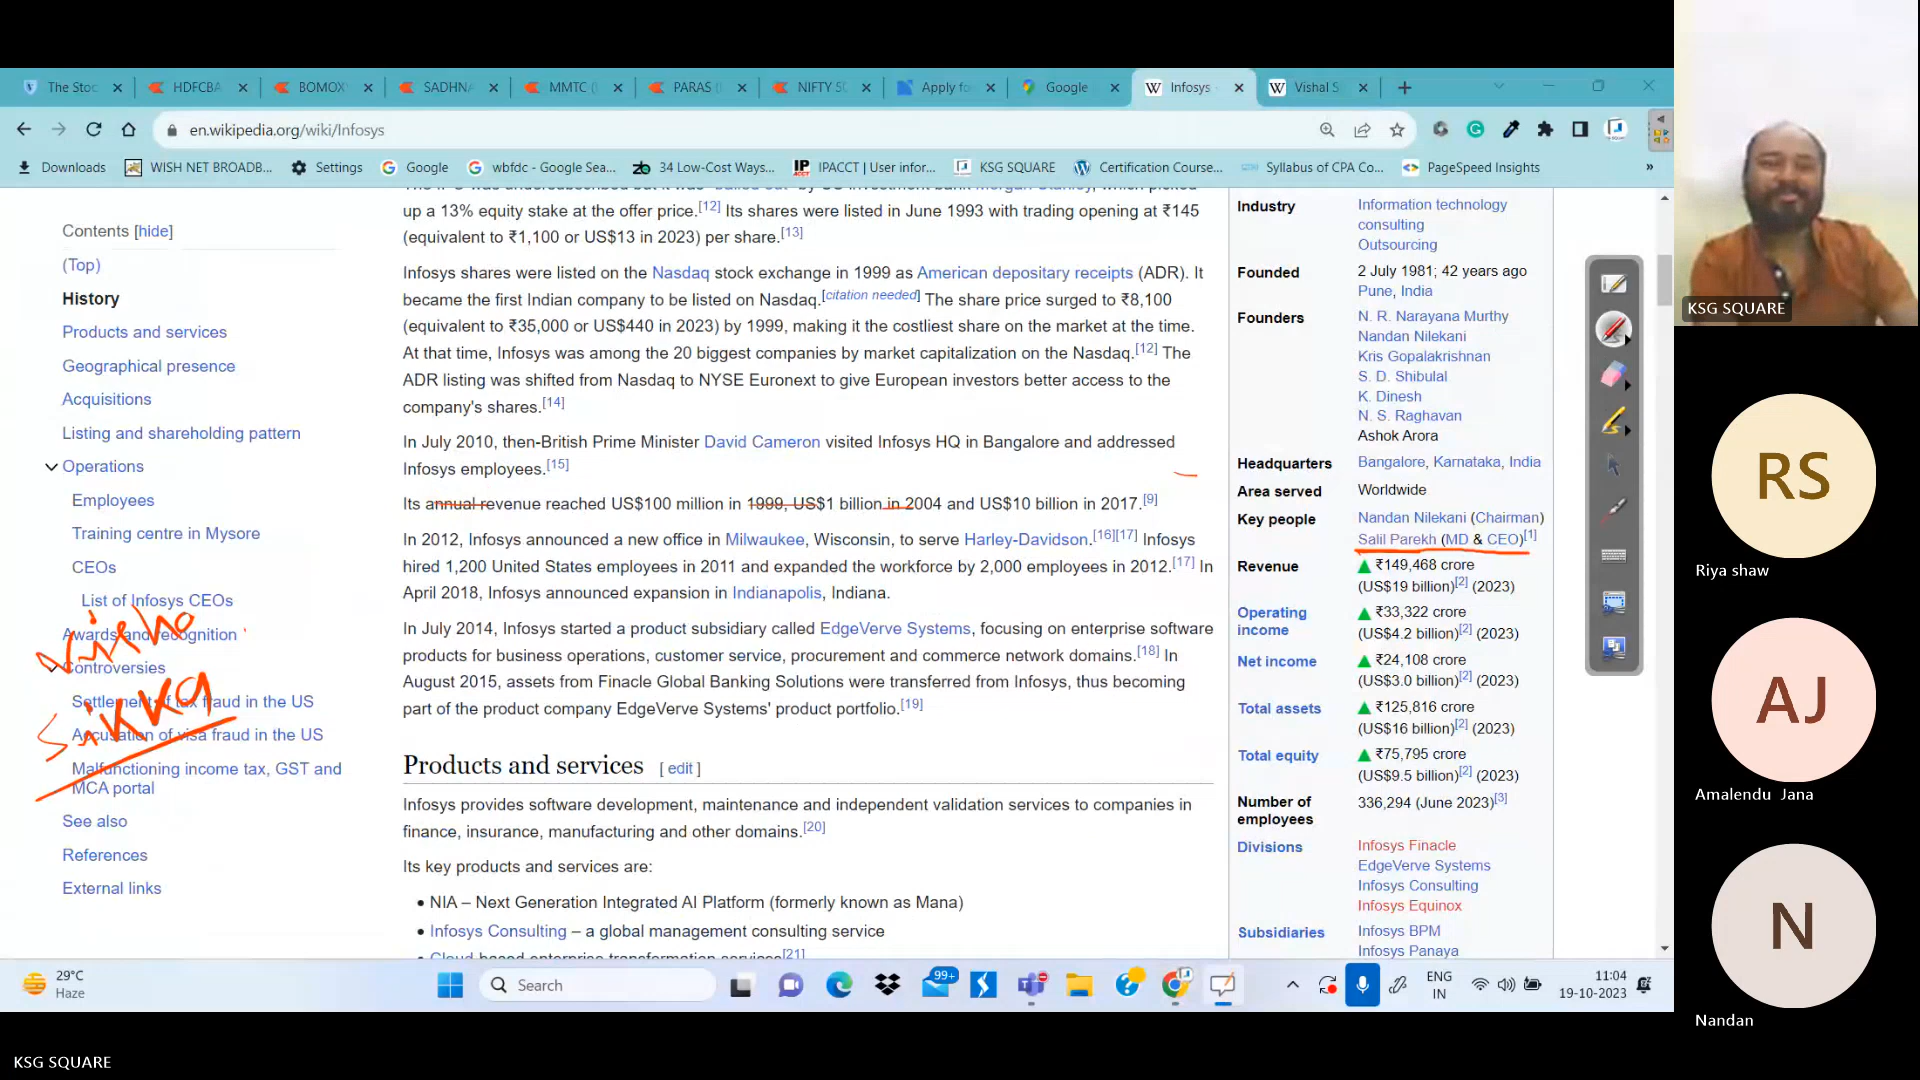 The Stoc
HDFCBA
BOMOX
SADHNA
MMTC (
PARAS (
NIFTY 50
Apply fo
Google
Infosys
Vishal S
en.wikipedia.org/wiki/Infosys
Downloads
WISH NET BROADB...
Settings
Google
wbfdc - Google Sea...
34 Low-Cost Ways...
IPACCT | User infor...
KSG SQUARE
Certification Course...
Syllabus of CPA Co...
PageSpeed Insights
»
Contents [hide]
(Top)
History
Products and services
Geographical presence
Acquisitions
Listing and shareholding pattern
Operations
Employees
Training centre in Mysore
CEOs
List of Infosys CEOs
Awards and recognition
Controversies
Settlement of tax fraud in the US
Accusation of visa fraud in the US
Malfunctioning income tax, GST and
MCA portal
See also
References
External links
Sikka
up a 13% equity stake at the offer price.[12] Its shares were listed in June 1993 with trading opening at ₹145
(equivalent to ₹1,100 or US$13 in 2023) per share.[13]
Infosys shares were listed on the Nasdaq stock exchange in 1999 as American depositary receipts (ADR). It
became the first Indian company to be listed on Nasdaq.[citation needed] The share price surged to ₹8,100
(equivalent to ₹35,000 or US$440 in 2023) by 1999, making it the costliest share on the market at the time.
At that time, Infosys was among the 20 biggest companies by market capitalization on the Nasdaq.[12] The
ADR listing was shifted from Nasdaq to NYSE Euronext to give European investors better access to the
company's shares.[14]
In July 2010, then-British Prime Minister David Cameron visited Infosys HQ in Bangalore and addressed
Infosys employees.[15]
Its annual revenue reached US$100 million in 1999, US$1 billion in 2004 and US$10 billion in 2017.[9]
In 2012, Infosys announced a new office in Milwaukee, Wisconsin, to serve Harley-Davidson.[16][17] Infosys
hired 1,200 United States employees in 2011 and expanded the workforce by 2,000 employees in 2012.[17] In
April 2018, Infosys announced expansion in Indianapolis, Indiana.
In July 2014, Infosys started a product subsidiary called EdgeVerve Systems, focusing on enterprise software
products for business operations, customer service, procurement and commerce network domains.[18] In
August 2015, assets from Finacle Global Banking Solutions were transferred from Infosys, thus becoming
part of the product company EdgeVerve Systems' product portfolio.[19]
Products and services [ edit ]
Infosys provides software development, maintenance and independent validation services to companies in
finance, insurance, manufacturing and other domains.[20]
Its key products and services are:
• NIA – Next Generation Integrated AI Platform (formerly known as Mana)
• Infosys Consulting – a global management consulting service
• Cloud-based enterprise transformation services[21]
Industry
Information technology
consulting
Outsourcing
Founded
2 July 1981; 42 years ago
Pune, India
Founders
N. R. Narayana Murthy
Nandan Nilekani
Kris Gopalakrishnan
S. D. Shibulal
K. Dinesh
N. S. Raghavan
Ashok Arora
Headquarters
Bangalore, Karnataka, India
Area served
Worldwide
Key people
Nandan Nilekani (Chairman)
Salil Parekh (MD & CEO)[1]
Revenue
₹149,468 crore
(US$19 billion)[2] (2023)
Operating
income
₹33,322 crore
(US$4.2 billion)[2] (2023)
Net income
₹24,108 crore
(US$3.0 billion)[2] (2023)
Total assets
₹125,816 crore
(US$16 billion)[2] (2023)
Total equity
₹75,795 crore
(US$9.5 billion)[2] (2023)
Number of
employees
336,294 (June 2023)[3]
Divisions
Infosys Finacle
EdgeVerve Systems
Infosys Consulting
Infosys Equinox
Subsidiaries
Infosys BPM
Infosys Panaya
29°C
Haze
Search
99+
ENG
IN
11:04
19-10-2023
KSG SQUARE
KSG SQUARE
RS
Riya shaw
AJ
Amalendu Jana
N
Nandan